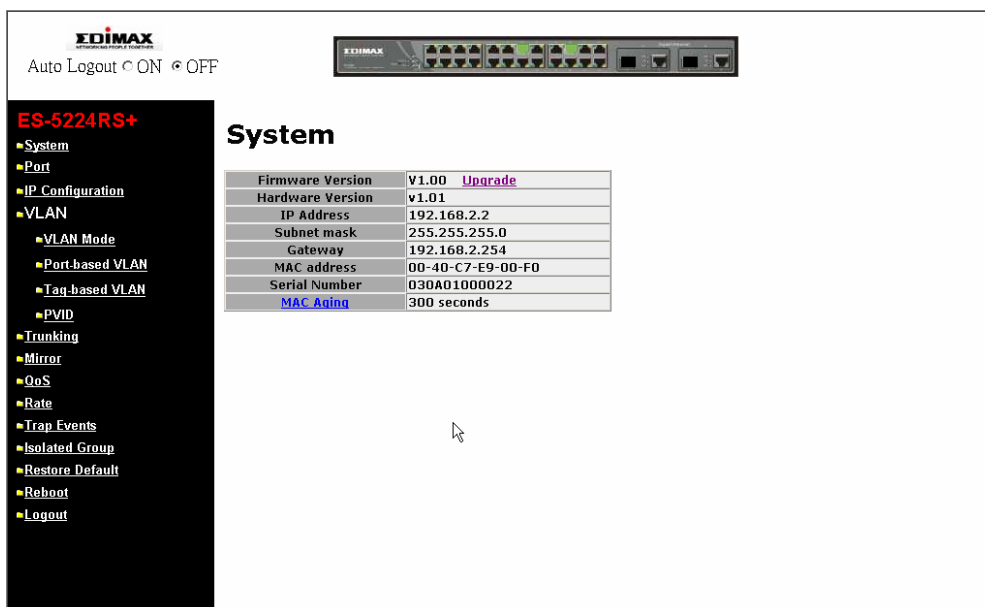 EDIMAX
NETWORKING PEOPLE TOGETHER
Auto Logout ON OFF
EDIMAX
ES-5224RS+
System
Port
IP Configuration
VLAN
VLAN Mode
Port-based VLAN
Tag-based VLAN
PVID
Trunking
Mirror
QoS
Rate
Trap Events
Isolated Group
Restore Default
Reboot
Logout
System
Firmware Version V1.00 Upgrade
Hardware Version v1.01
IP Address 192.168.2.2
Subnet mask 255.255.255.0
Gateway 192.168.2.254
MAC address 00-40-C7-E9-00-F0
Serial Number 030A01000022
MAC Aging 300 seconds